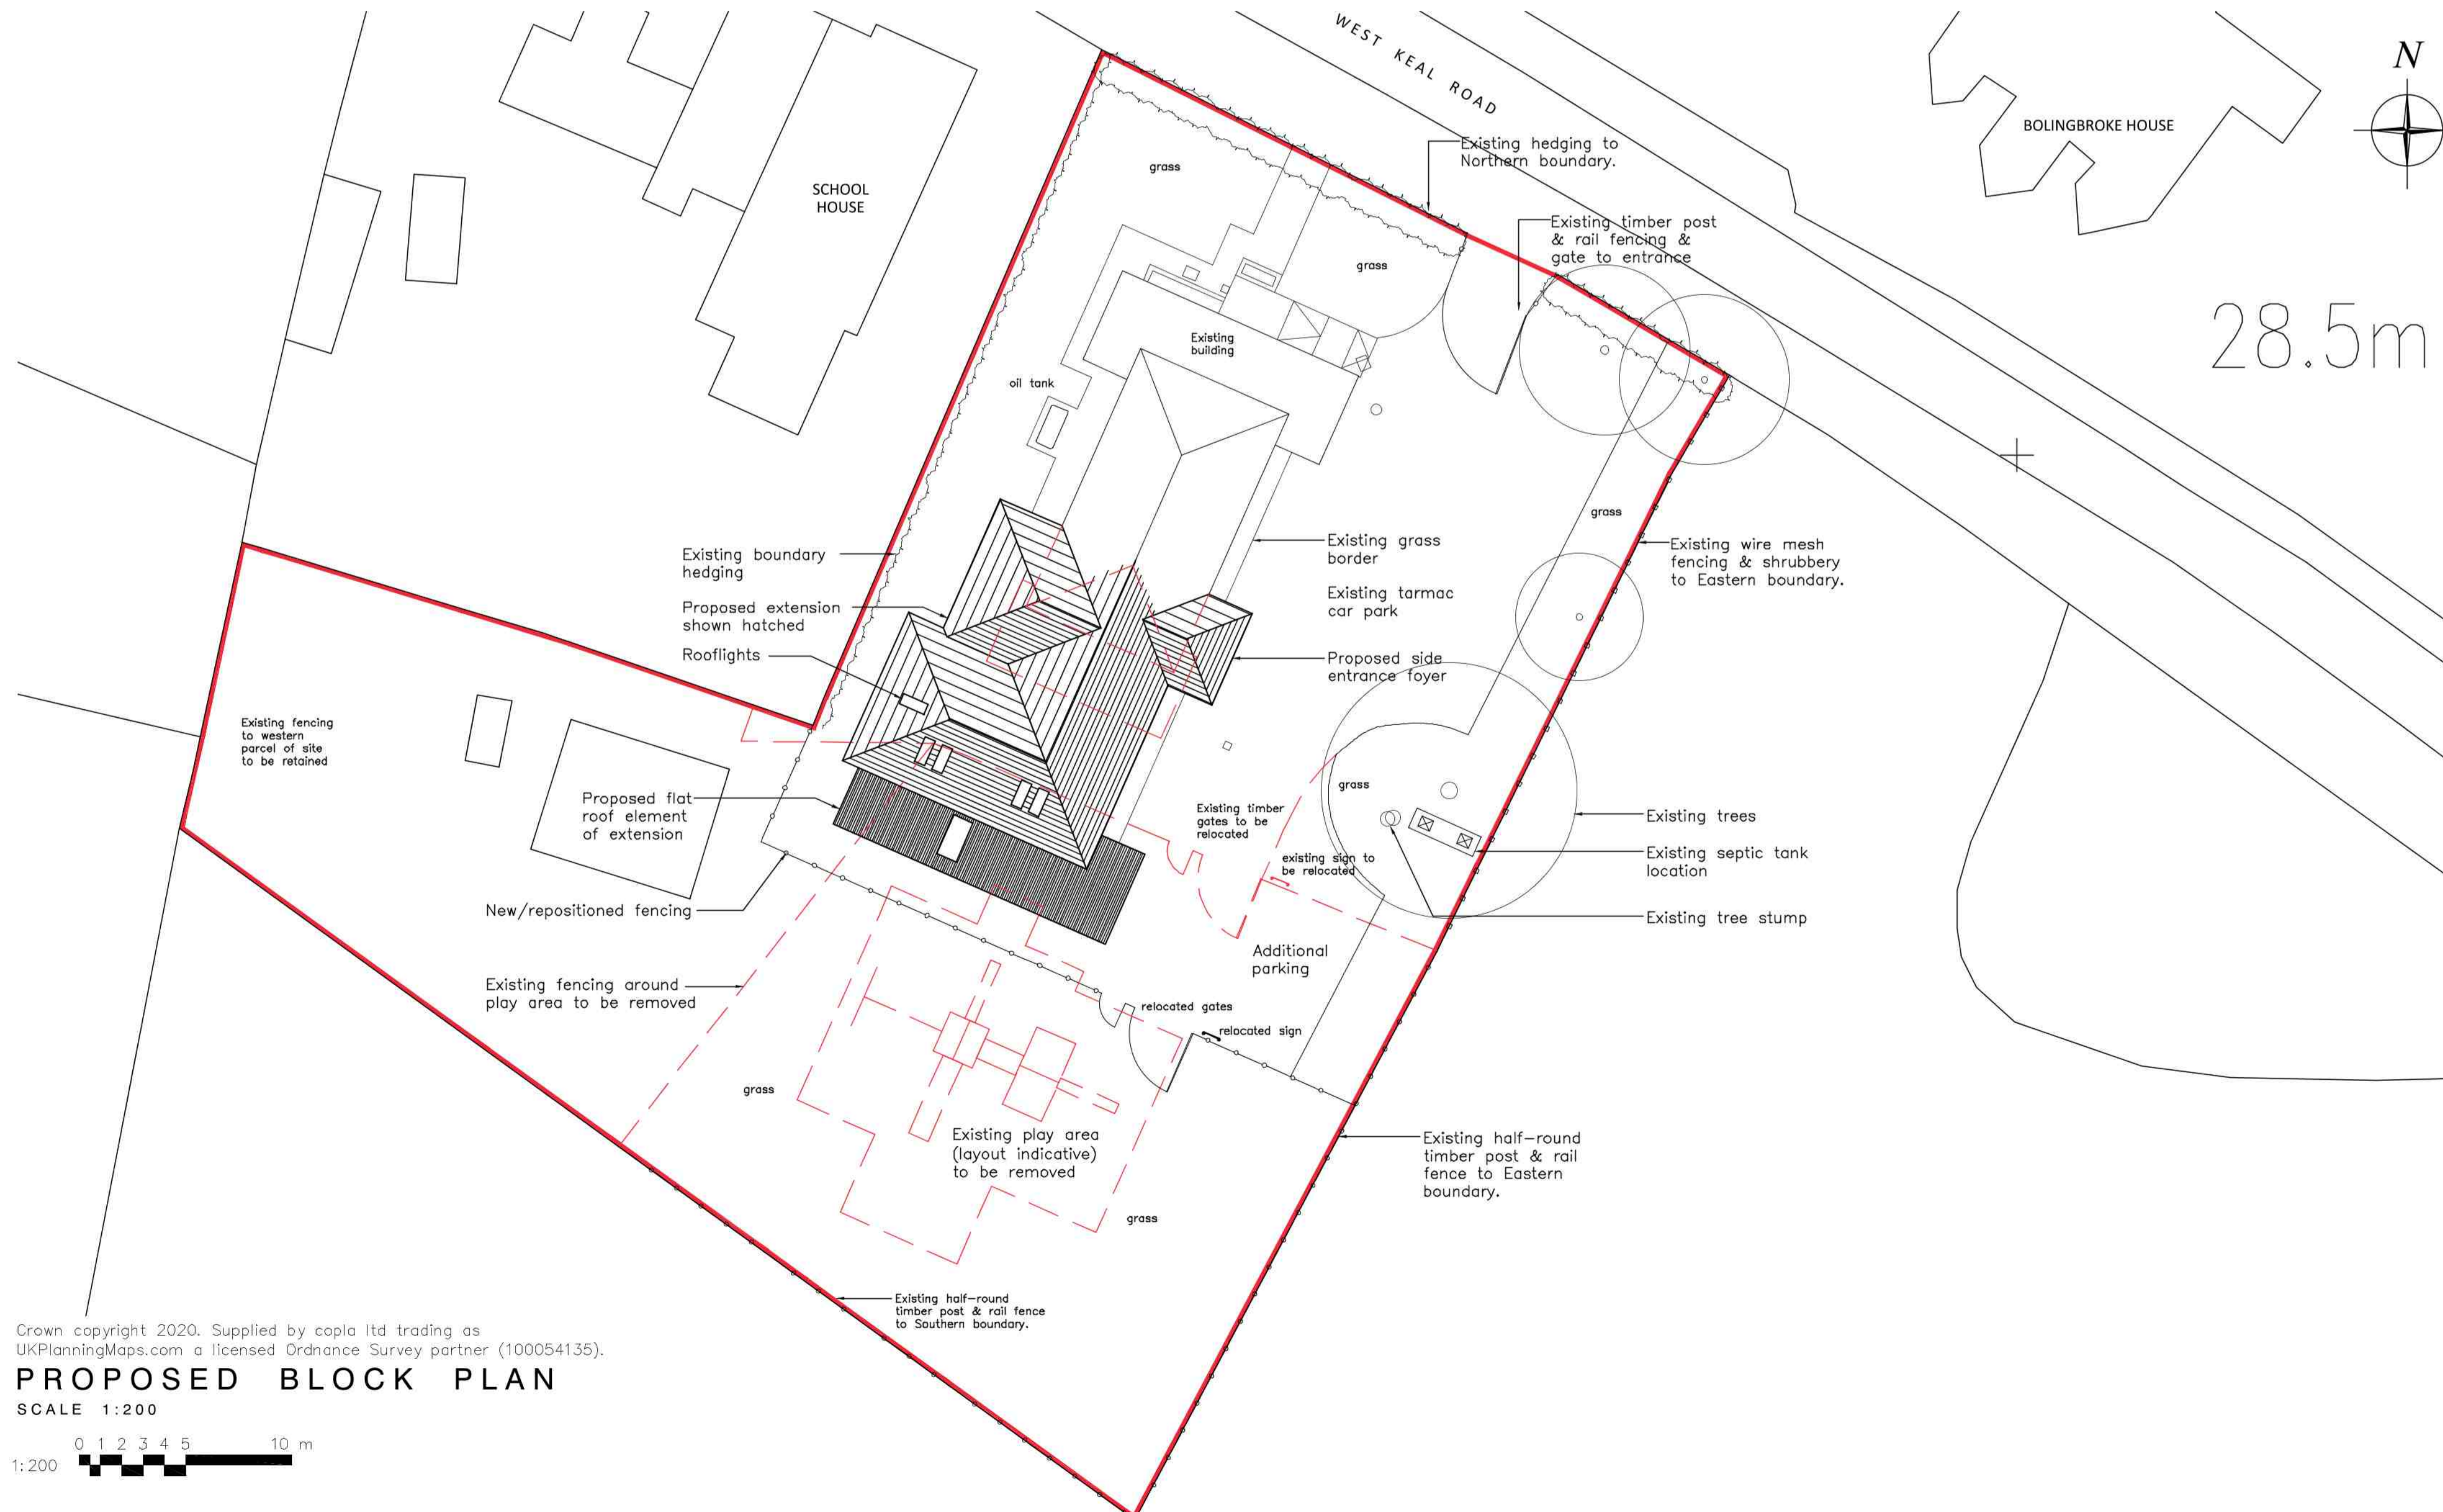 WEST KEAL ROAD
N
BOLINGBROKE HOUSE
Existing hedging to
Northern boundary.
grass
SCHOOL
HOUSE
Existing timber post
& rail fencing &
gate to entrance
grass
28.5m
Existing
building
oil tank
grass
Existing boundary
hedging
Existing grass
border
Existing wire mesh
fencing & shrubbery
to Eastern boundary.
Existing tarmac
car park
Proposed extension
shown hatched
Rooflights
Proposed side
entrance foyer
Existing fencing
to western
parcel of site
to be retained
Proposed flat
roof element
of extension
grass
Existing timber
gates to be
relocated
Existing trees
existing sign to
be relocated
Existing septic tank
location
New/repositioned fencing
Existing tree stump
Additional
parking
Existing fencing around
play area to be removed
relocated gates
relocated sign
grass
Existing play area
(layout indicative)
to be removed
Existing half-round
timber post & rail
fence to Eastern
boundary.
grass
Existing half-round
timber post & rail fence
to Southern boundary.
Crown copyright 2020. Supplied by copla ltd trading as
UKPlanningMaps.com a licensed Ordnance Survey partner (100054135).
PROPOSED BLOCK PLAN
SCALE 1:200
0 1 2 3 4 5 10 m
1:200